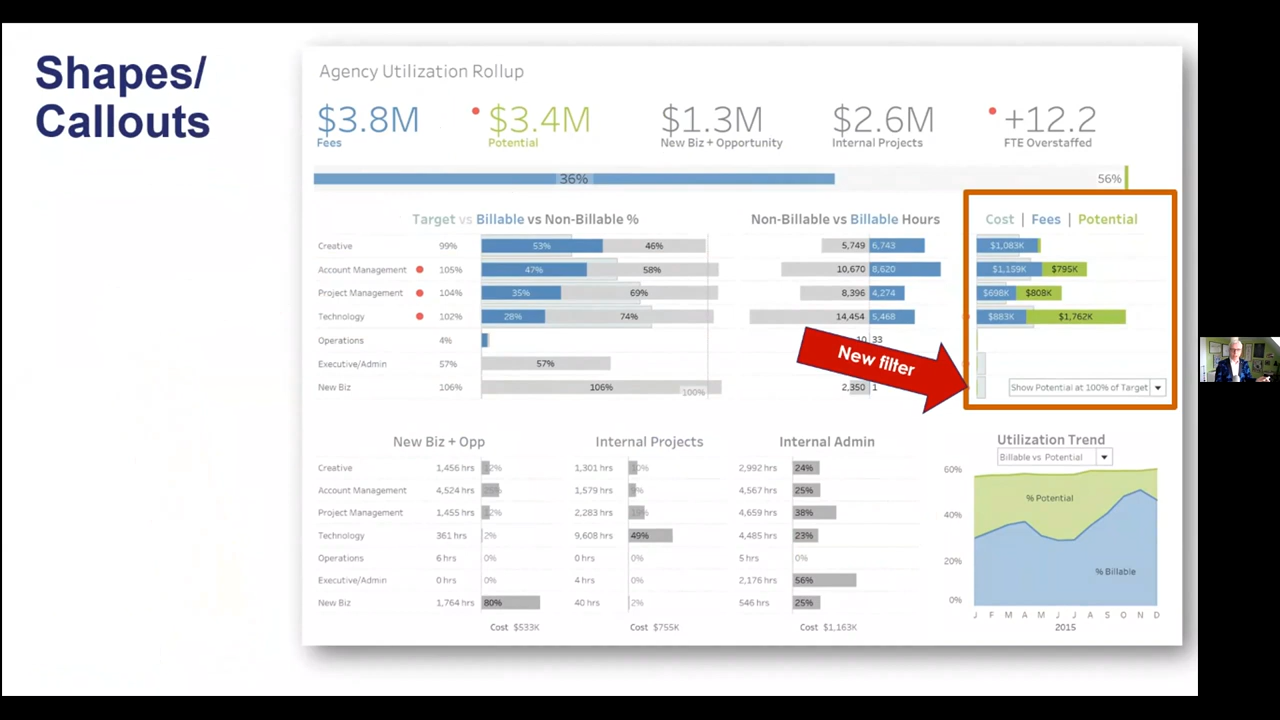 Shapes/
Callouts
Agency Utilization Rollup
$3.8M $3.4M $1.3M $2.6M +12.2
Fees Potential New Biz + Opportunity Internal Projects FTE Overstaffed
36% 56%
Target vs Billable vs Non-Billable % Non-Billable vs Billable Hours Cost | Fees | Potential
Creative 99% 53% 46% 5,749 6,743 $1,083K
Account Management 105% 47% 58% 10,670 8,620 $1,159K $795K
Project Management 104% 35% 69% 8,396 4,274 $698K $808K
Technology 102% 28% 74% 14,454 5,468 $883K $1,762K
Operations 4% 33
Executive/Admin 57% 57%
New Biz 106% 106% 100% 2,350 1 Show Potential at 100% of Target
New filter
New Biz + Opp Internal Projects Internal Admin
Creative 1,456 hrs 12% 1,301 hrs 10% 2,992 hrs 24%
Account Management 4,524 hrs 25% 1,579 hrs 9% 4,567 hrs 25%
Project Management 1,455 hrs 12% 2,283 hrs 19% 4,659 hrs 38%
Technology 361 hrs 2% 9,608 hrs 49% 4,485 hrs 23%
Operations 6 hrs 0% 0 hrs 0% 5 hrs 0%
Executive/Admin 0 hrs 0% 4 hrs 0% 2,176 hrs 56%
New Biz 1,764 hrs 80% 40 hrs 2% 546 hrs 25%
Cost $533K Cost $755K Cost $1,163K
Utilization Trend
Billable vs Potential
60%
% Potential
40%
20%
% Billable
0%
J F M A M J J A S O N D
2015